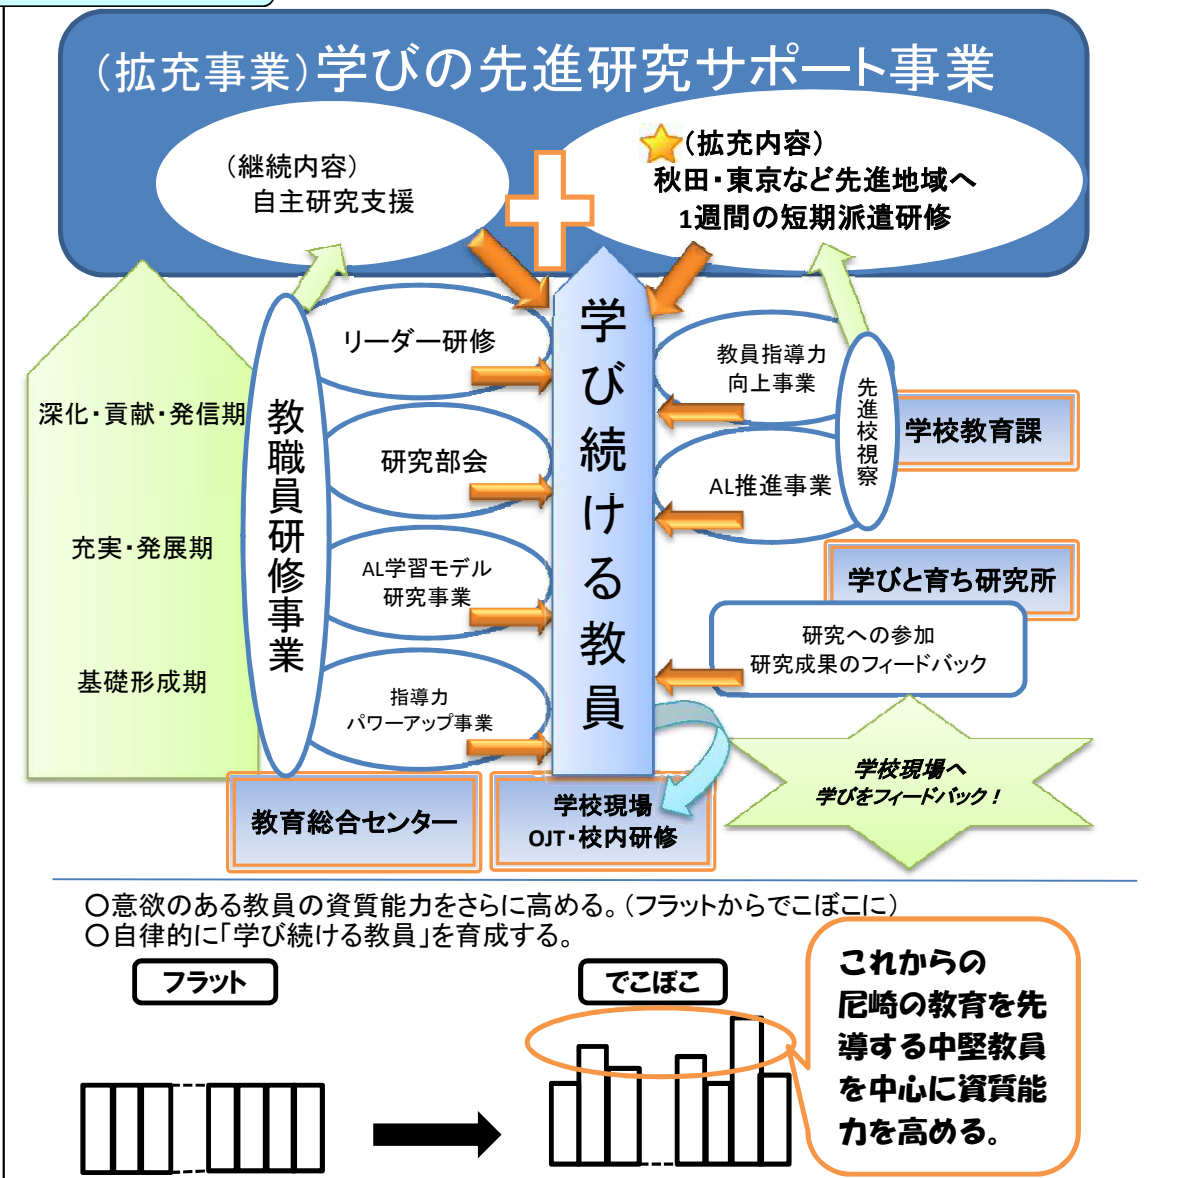 (拡充事業)学びの先進研究サポート事業
(継続内容)
自主研究支援
(拡充内容)
秋田・東京など先進地域へ
1週間の短期派遣研修
深化・貢献・発信期
充実・発展期
基礎形成期
教職員研修事業
リーダー研修
研究部会
AL学習モデル
研究事業
指導力
パワーアップ事業
学び続ける教員
教員指導力
向上事業
AL推進事業
先進校視察
学校教育課
学びと育ち研究所
研究への参加
研究成果のフィードバック
学校現場へ
学びをフィードバック!
教育総合センター
学校現場
OJT・校内研修
○意欲のある教員の資質能力をさらに高める。(フラットからでこぼこに)
○自律的に「学び続ける教員」を育成する。
フラット
でこぼこ
これからの
尼崎の教育を先
導する中堅教員
を中心に資質能
力を高める。